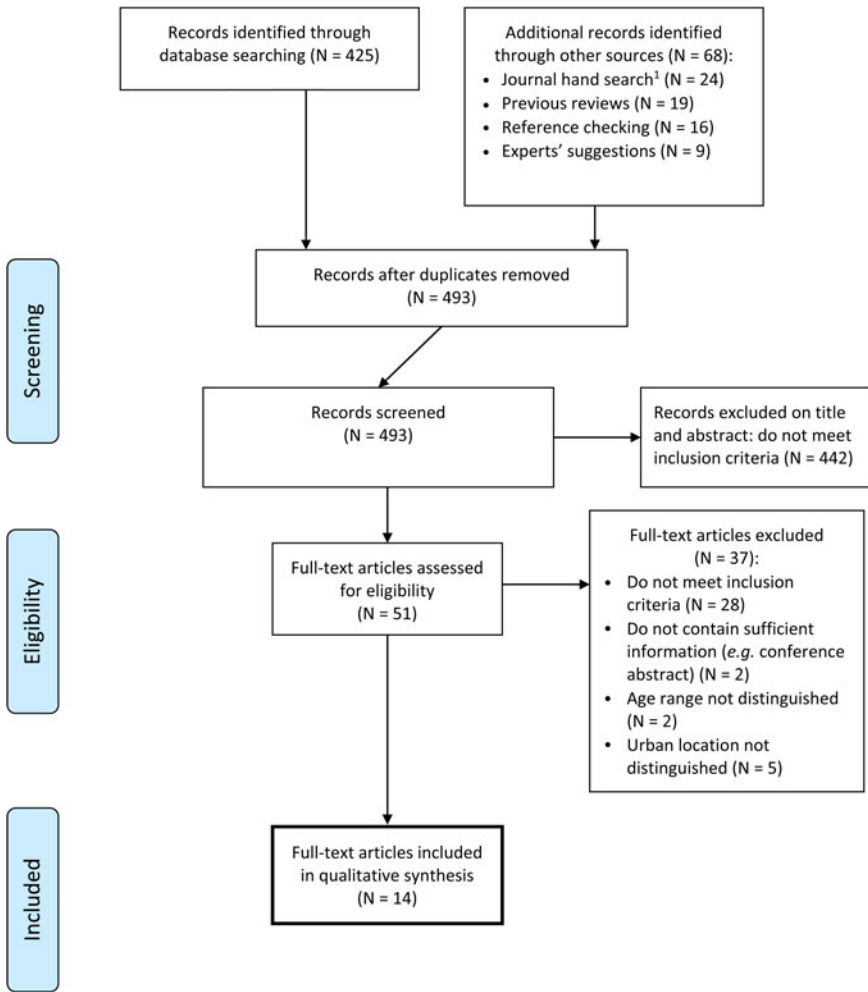 Records identified through
database searching (N = 425)
Additional records identified
through other sources (N = 68):
• Journal hand search¹ (N = 24)
• Previous reviews (N = 19)
• Reference checking (N = 16)
• Experts’ suggestions (N = 9)
Screening
Records after duplicates removed
(N = 493)
Records screened
(N = 493)
Records excluded on title
and abstract: do not meet
inclusion criteria (N = 442)
Eligibility
Full-text articles assessed
for eligibility
(N = 51)
Full-text articles excluded
(N = 37):
• Do not meet inclusion
criteria (N = 28)
• Do not contain sufficient
information (e.g. conference
abstract) (N = 2)
• Age range not distinguished
(N = 2)
• Urban location not
distinguished (N = 5)
Included
Full-text articles included
in qualitative synthesis
(N = 14)